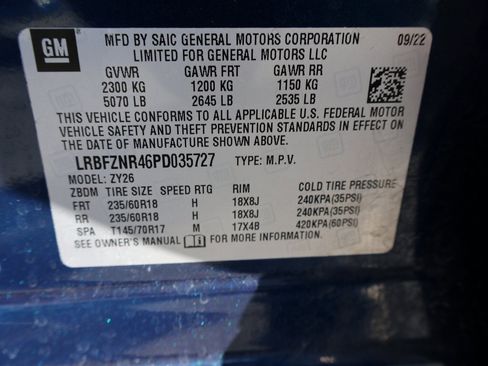 GM
MFD BY SAIC GENERAL MOTORS CORPORATION 09/22
LIMITED FOR GENERAL MOTORS LLC
GVWR GAWR FRT GAWR RR
2300 KG 1200 KG 1150 KG
5070 LB 2645 LB 2535 LB
THIS VEHICLE CONFORMS TO ALL APPLICABLE U.S. FEDERAL MOTOR
VEHICLE SAFETY AND THEFT PREVENTION STANDARDS IN EFFECT ON
THE DATE OF MANUFACTURE SHOWN ABOVE.
LRBFZNR46PD035727 TYPE: M.P.V.
MODEL: ZY26
ZBDM TIRE SIZE SPEED RTG RIM COLD TIRE PRESSURE
FRT 235/60R18 H 18X8J 240KPA(35PSI)
RR 235/60R18 H 18X8J 240KPA(35PSI)
SPA T145/70R17 M 17X4B 420KPA(60PSI)
SEE OWNER'S MANUAL FOR MORE INFORMATION